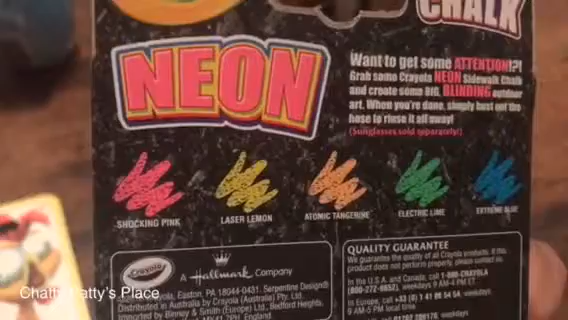 CHALK
NEON
Want to get some ATTENTION!?!
Grab some Crayola NEON Sidewalk Chalk
and create some BIG, BLINDING outdoor
art. When you're done, simply bust out the
hose to rinse it all away!
(Sunglasses sold separately!)
SHOCKING PINK
LASER LEMON
ATOMIC TANGERINE
ELECTRIC LIME
EXTREME BLUE
Crayola
A Hallmark Company
Easton, PA 18044-0431. Serpentine Design®
Distributed in Australia by Crayola (Australia) Pty. Ltd.
Imported by Binney & Smith (Europe) Ltd., Bedford Heights,
MK41 7PH, England.
QUALITY GUARANTEE
We guarantee the quality of all Crayola products. If this
product does not perform properly, please contact us.
In the U.S.A. and Canada, call 1-800-CRAYOLA
(800-272-9652), weekdays 9 AM-4 PM ET.
In Europe, call +33 (0) 1 41 86 54 54, weekdays
9 AM-5 PM local time.
Chatty Patty's Place